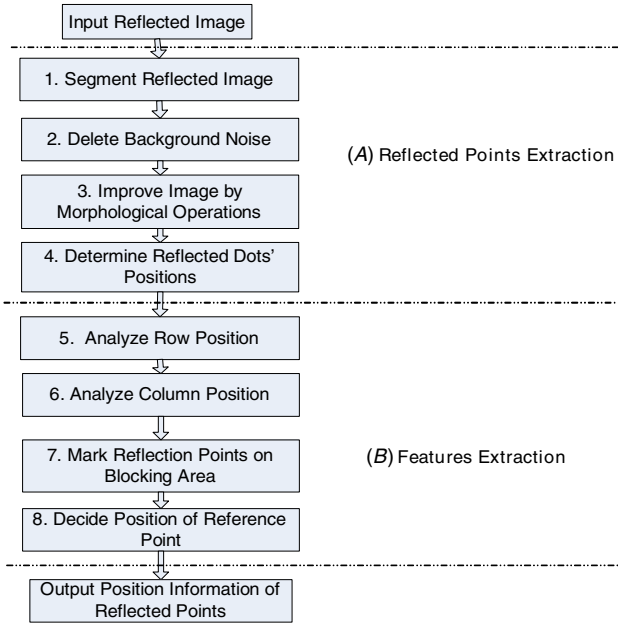 Input Reflected Image
1. Segment Reflected Image
2. Delete Background Noise
(A) Reflected Points Extraction
3. Improve Image by
Morphological Operations
4. Determine Reflected Dots'
Positions
5. Analyze Row Position
6. Analyze Column Position
7. Mark Reflection Points on
Blocking Area
(B) Features Extraction
8. Decide Position of Reference
Point
Output Position Information of
Reflected Points